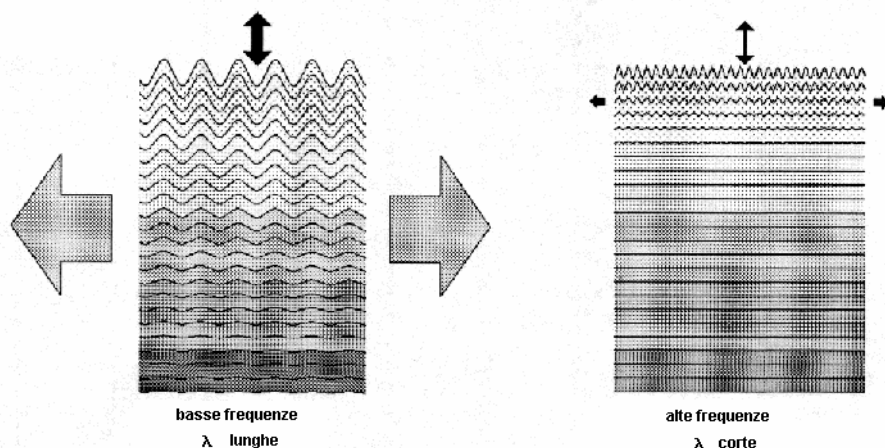 basse frequenze
λ lunghe
alte frequenze
λ corte